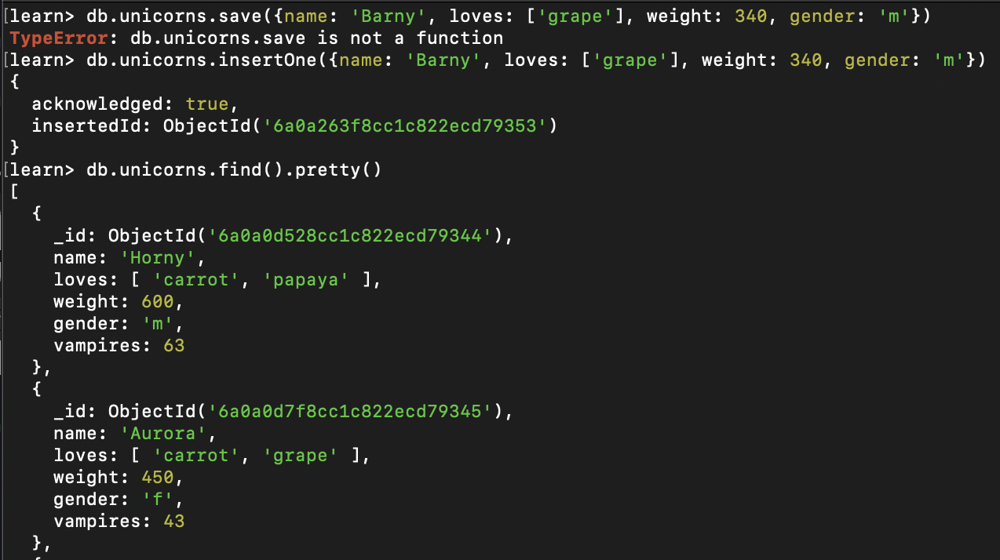 [learn> db.unicorns.save({name: 'Barny', loves: ['grape'], weight: 340, gender: 'm'})
TypeError: db.unicorns.save is not a function
[learn> db.unicorns.insertOne({name: 'Barny', loves: ['grape'], weight: 340, gender: 'm'})
{
  acknowledged: true,
  insertedId: ObjectId('6a0a263f8cc1c822ecd79353')
}
[learn> db.unicorns.find().pretty()
[
  {
    _id: ObjectId('6a0a0d528cc1c822ecd79344'),
    name: 'Horny',
    loves: [ 'carrot', 'papaya' ],
    weight: 600,
    gender: 'm',
    vampires: 63
  },
  {
    _id: ObjectId('6a0a0d7f8cc1c822ecd79345'),
    name: 'Aurora',
    loves: [ 'carrot', 'grape' ],
    weight: 450,
    gender: 'f',
    vampires: 43
  },